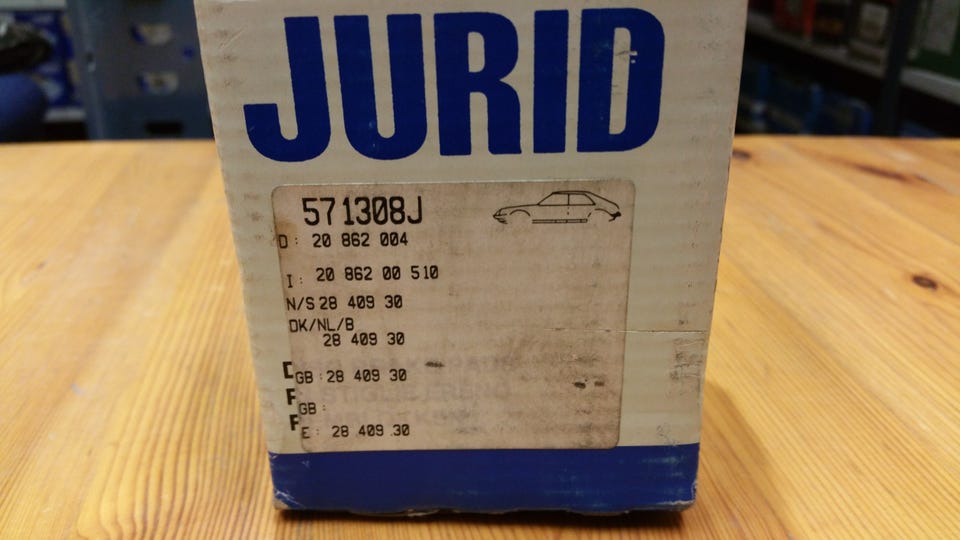 JURID
571308J
D: 20 862 004
I: 20 862 00 510
N/S 28 409 30
DK/NL/B
28 409 30
GB: 28 409 30
GB:
E: 28 409 30